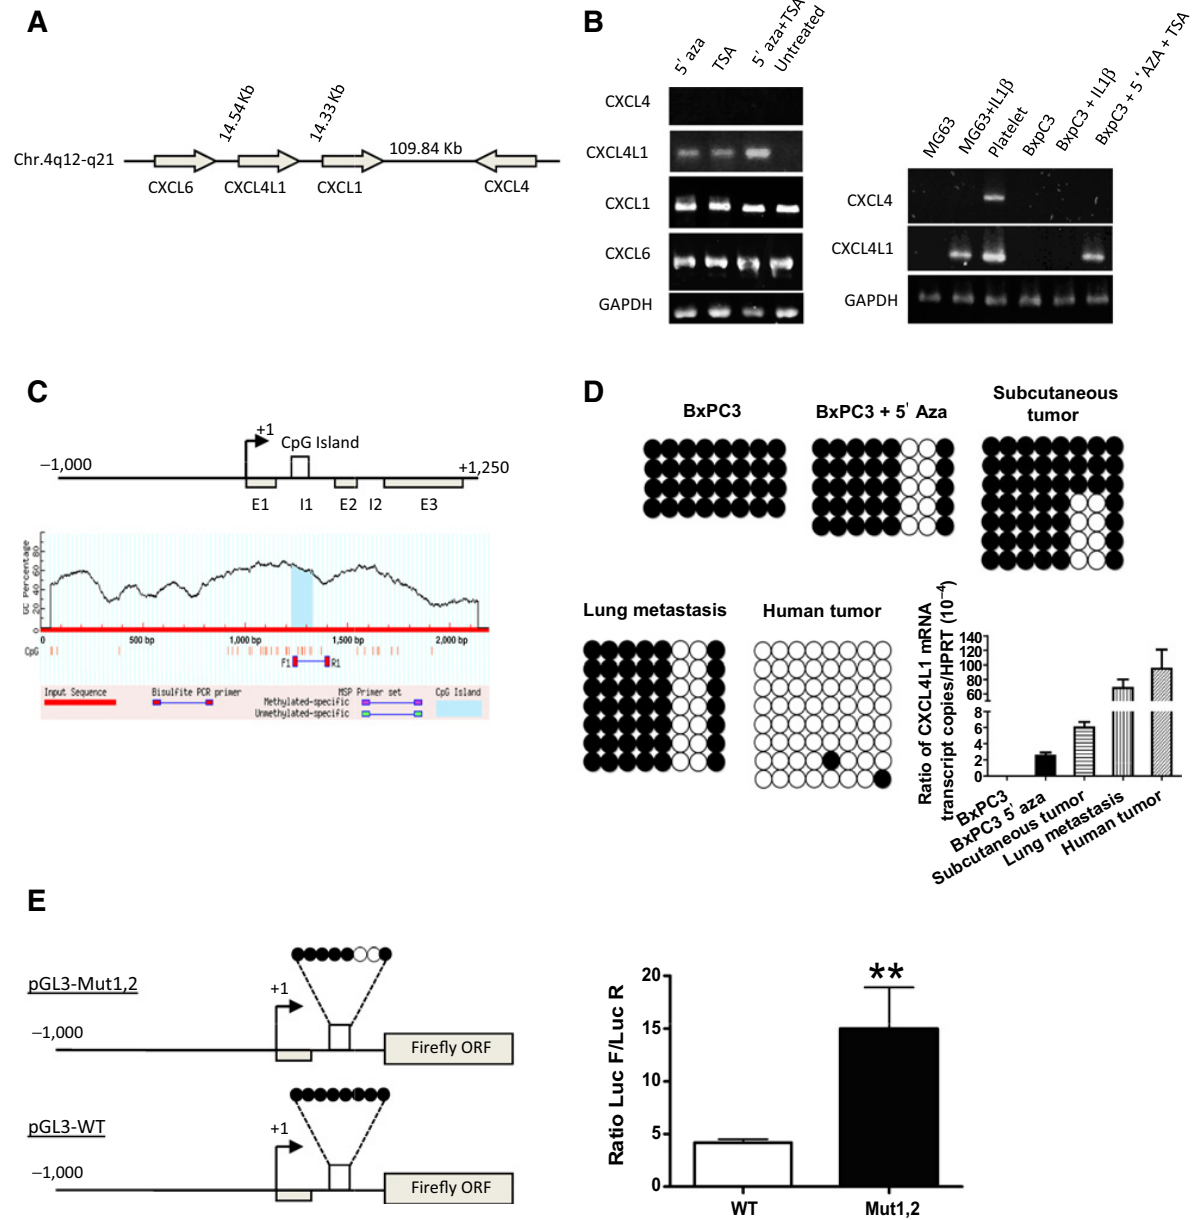 A
14.54 Kb
14.33 Kb
109.84 Kb
Chr.4q12-q21
CXCL6
CXCL4L1
CXCL1
CXCL4
B
5' aza
TSA
5' aza+TSA
Untreated
CXCL4
CXCL4L1
CXCL1
CXCL6
GAPDH
MG63
MG63+IL1β
Platelet
BxpC3
BxpC3 + IL1β
BxpC3 + 5 ' AZA + TSA
CXCL4
CXCL4L1
GAPDH
C
+1
CpG Island
−1,000
+1,250
E1
I1
E2
I2
E3
GC Percentage
80
60
40
20
0
0
500 bp
1,000 bp
1,500 bp
2,000 bp
CpG
F1
R1
Input Sequence
Bisulfite PCR primer
MSP Primer set
Methylated-specific
Unmethylated-specific
CpG Island
D
BxPC3
BxPC3 + 5' Aza
Subcutaneous
tumor
Lung metastasis
Human tumor
Ratio of CXCL4L1 mRNA
transcript copies/HPRT (10⁻⁴)
140
120
100
80
60
8
6
4
2
0
BxPC3
BxPC3 5' aza
Subcutaneous tumor
Lung metastasis
Human tumor
E
pGL3-Mut1,2
+1
−1,000
Firefly ORF
pGL3-WT
+1
−1,000
Firefly ORF
Ratio Luc F/Luc R
20
15
10
5
0
**
WT
Mut1,2